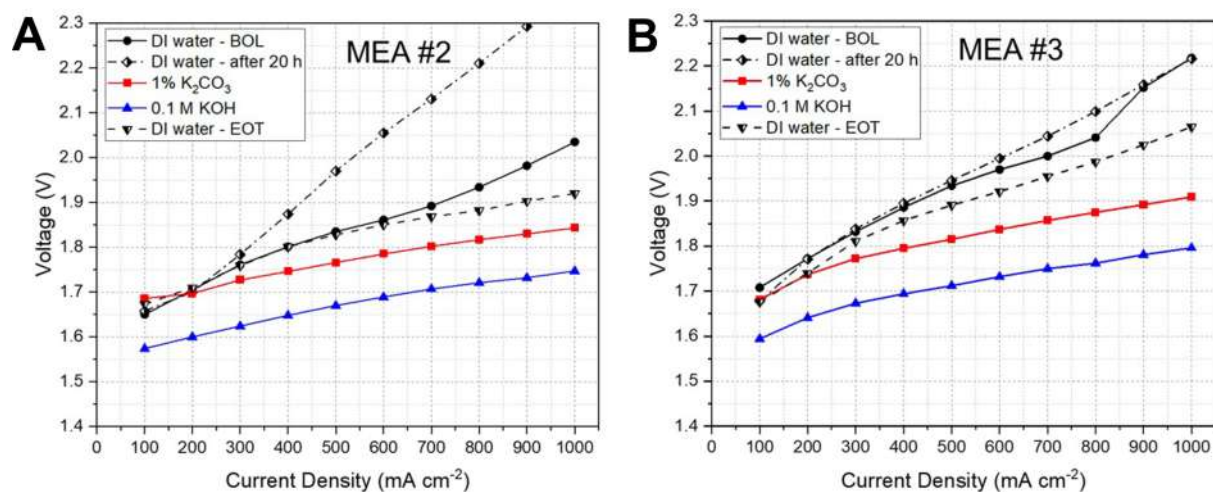 A
MEA #2
DI water - BOL
DI water - after 20 h
1% K₂CO₃
0.1 M KOH
DI water - EOT
Voltage (V)
2.3
2.2
2.1
2.0
1.9
1.8
1.7
1.6
1.5
1.4
0 100 200 300 400 500 600 700 800 900 1000
Current Density (mA cm⁻²)
B
MEA #3
DI water - BOL
DI water - after 20 h
1% K₂CO₃
0.1 M KOH
DI water - EOT
Voltage (V)
2.3
2.2
2.1
2.0
1.9
1.8
1.7
1.6
1.5
1.4
0 100 200 300 400 500 600 700 800 900 1000
Current Density (mA cm⁻²)